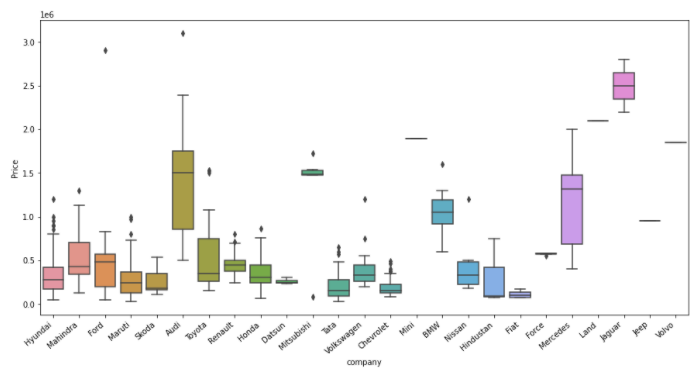 1e6
3.0
2.5
2.0
1.5
1.0
0.5
0.0
Price
Hyundai
Mahindra
Ford
Maruti
Skoda
Audi
Toyota
Renault
Honda
Datsun
Mitsubishi
Tata
Volkswagen
Chevrolet
Mini
BMW
Nissan
Hindustan
Fiat
Force
Mercedes
Land
Jaguar
Jeep
Volvo
company